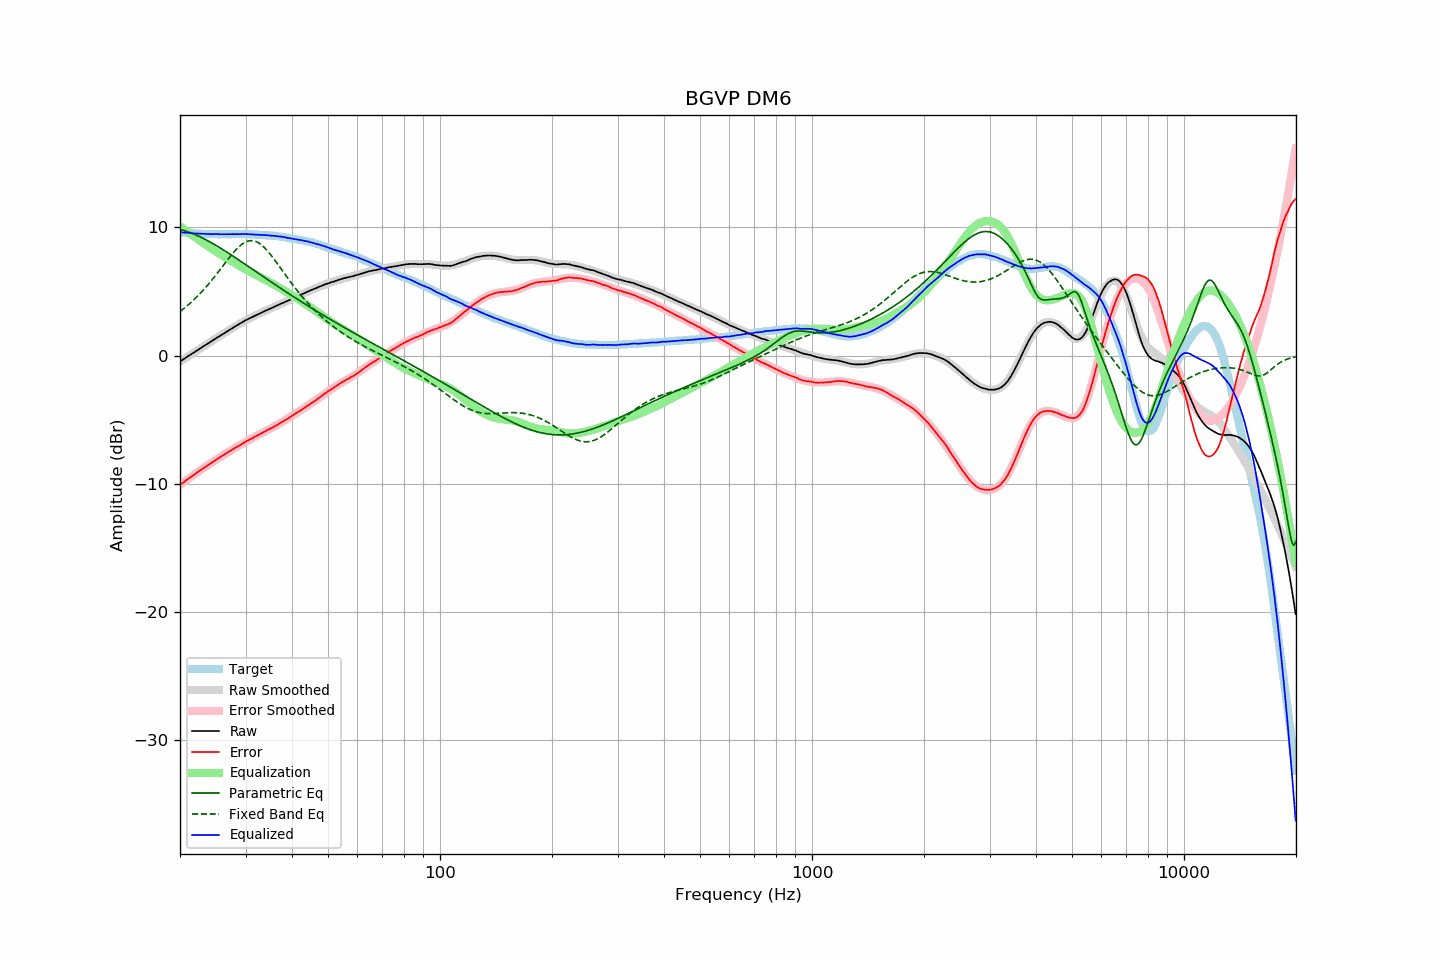 BGVP DM6
Amplitude (dBr)
10
0
−10
−20
−30
Target
Raw Smoothed
Error Smoothed
Raw
Error
Equalization
Parametric Eq
Fixed Band Eq
Equalized
100 1000 10000
Frequency (Hz)